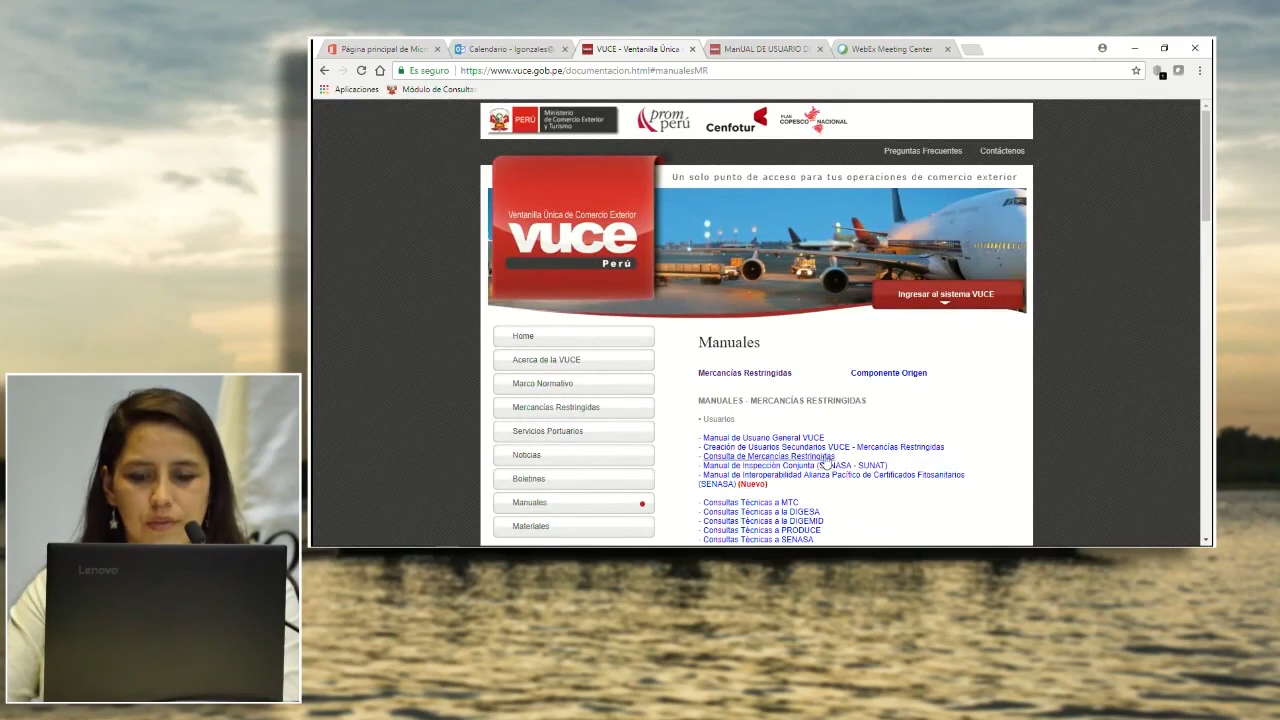 Página principal de Micr
Calendario - lgonzales@
VUCE - Ventanilla Única
ManUAL DE USUARIO D
WebEx Meeting Center
Es seguro
https://www.vuce.gob.pe/documentacion.html#manualesMR
Aplicaciones
Módulo de Consulta
PERÚ
Ministerio
de Comercio Exterior
y Turismo
prom
perú
Cenfotur
PLAN
COPESCO NACIONAL
Preguntas Frecuentes
Contáctenos
Un solo punto de acceso para tus operaciones de comercio exterior
Ventanilla Única de Comercio Exterior
vuce
Perú
Ingresar al sistema VUCE
Home
Acerca de la VUCE
Marco Normativo
Mercancías Restringidas
Servicios Portuarios
Noticias
Boletines
Manuales
Materiales
Manuales
Mercancías Restringidas
Componente Origen
MANUALES - MERCANCÍAS RESTRINGIDAS
• Usuarios
- Manual de Usuario General VUCE
- Creación de Usuarios Secundarios VUCE - Mercancías Restringidas
- Consulta de Mercancías Restringidas
- Manual de Inspección Conjunta (SENASA - SUNAT)
- Manual de Interoperabilidad Alianza Pacífico de Certificados Fitosanitarios
(SENASA) (Nuevo)
- Consultas Técnicas a MTC
- Consultas Técnicas a la DIGESA
- Consultas Técnicas a la DIGEMID
- Consultas Técnicas a PRODUCE
- Consultas Técnicas a SENASA
Lenovo